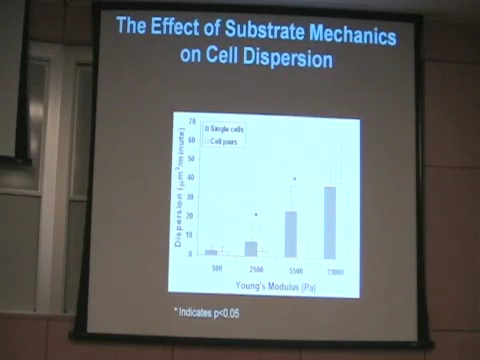 The Effect of Substrate Mechanics
on Cell Dispersion
70
60
50
40
30
20
10
0
Dispersion (μm²/minute)
Single cells
Cell pairs
*
*
500
2500
5500
33000
Young's Modulus (Pa)
* Indicates p<0.05